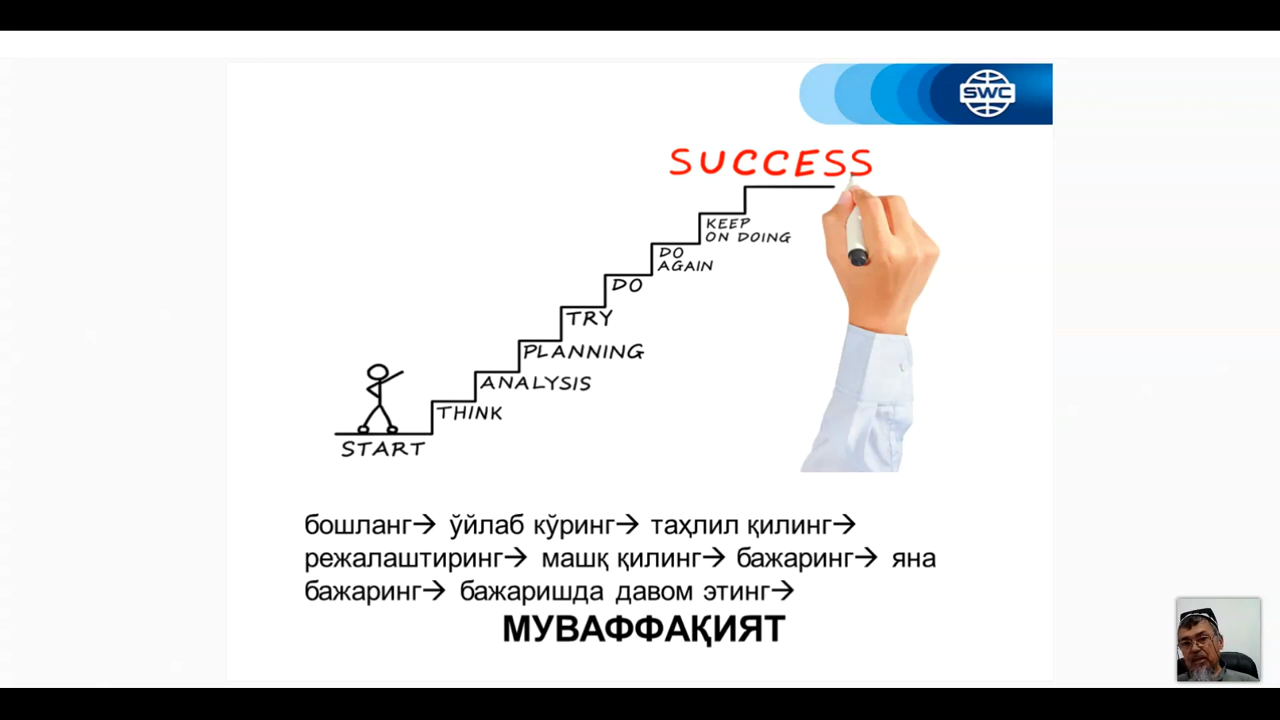 SWC
SUCCESS
KEEP
ON DOING
DO
AGAIN
DO
TRY
PLANNING
ANALYSIS
THINK
START
бошланг→ ўйлаб кўринг→ таҳлил қилинг→
режалаштиринг→ машқ қилинг→ бажаринг→ яна
бажаринг→ бажаришда давом этинг→
МУВАФФАҚИЯТ